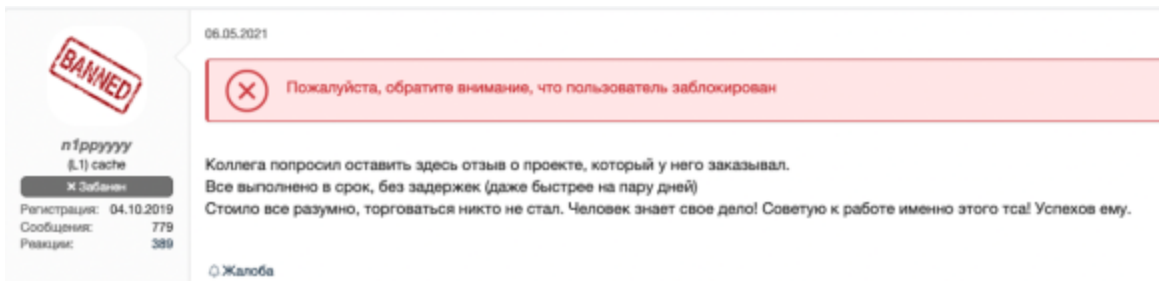 06.05.2021
BANNED
Пожалуйста, обратите внимание, что пользователь заблокирован
n1ppyyyy
(L1) cache
Забанен
Регистрация: 04.10.2019
Сообщения: 779
Реакции: 389
Коллега попросил оставить здесь отзыв о проекте, который у него заказывал.
Все выполнено в срок, без задержек (даже быстрее на пару дней)
Стоило все разумно, торговаться никто не стал. Человек знает свое дело! Советую к работе именно этого тса! Успехов ему.
Жалоба